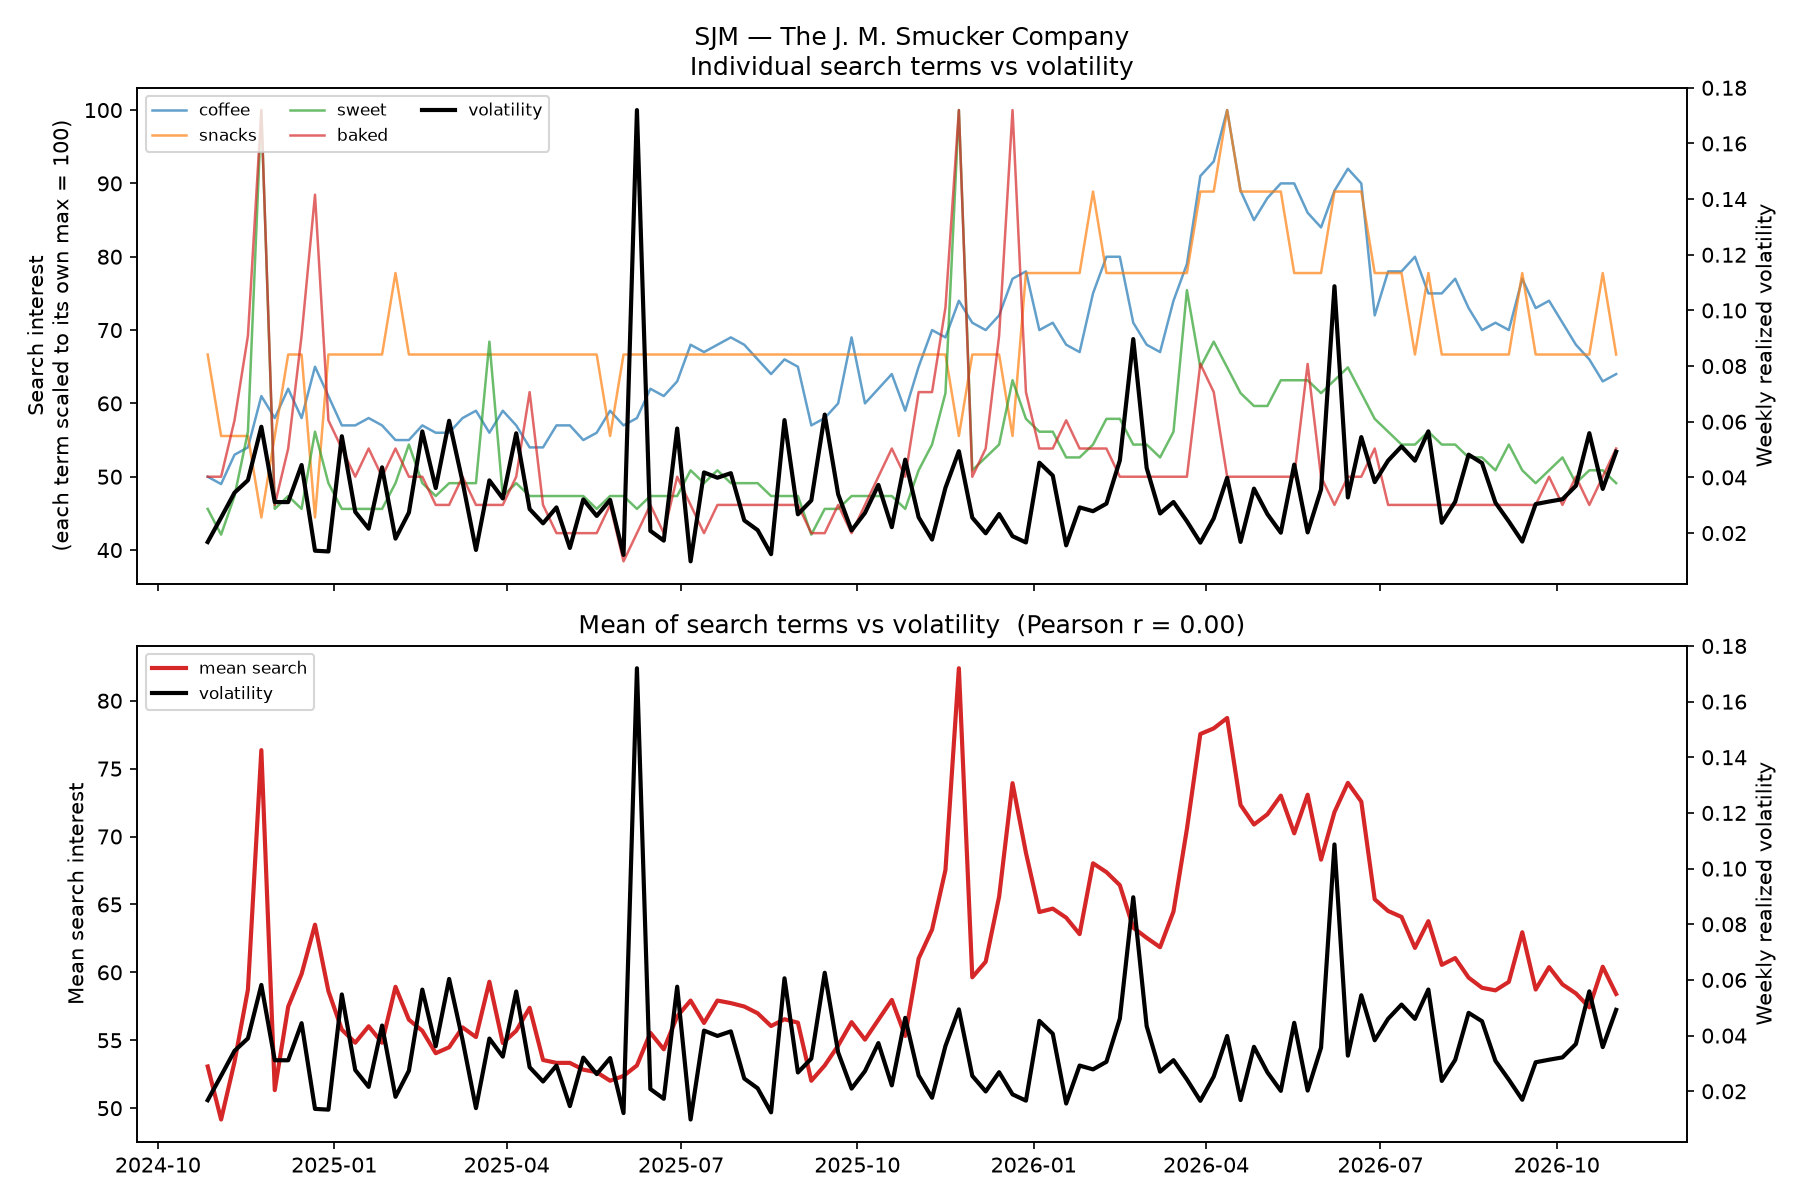 SJM — The J. M. Smucker Company
Individual search terms vs volatility
coffee
snacks
sweet
baked
volatility
Search interest
(each term scaled to its own max = 100)
100
90
80
70
60
50
40
0.18
0.16
0.14
0.12
0.10
0.08
0.06
0.04
0.02
Weekly realized volatility
Mean of search terms vs volatility (Pearson r = 0.00)
mean search
volatility
Mean search interest
80
75
70
65
60
55
50
0.18
0.16
0.14
0.12
0.10
0.08
0.06
0.04
0.02
Weekly realized volatility
2024-10
2025-01
2025-04
2025-07
2025-10
2026-01
2026-04
2026-07
2026-10